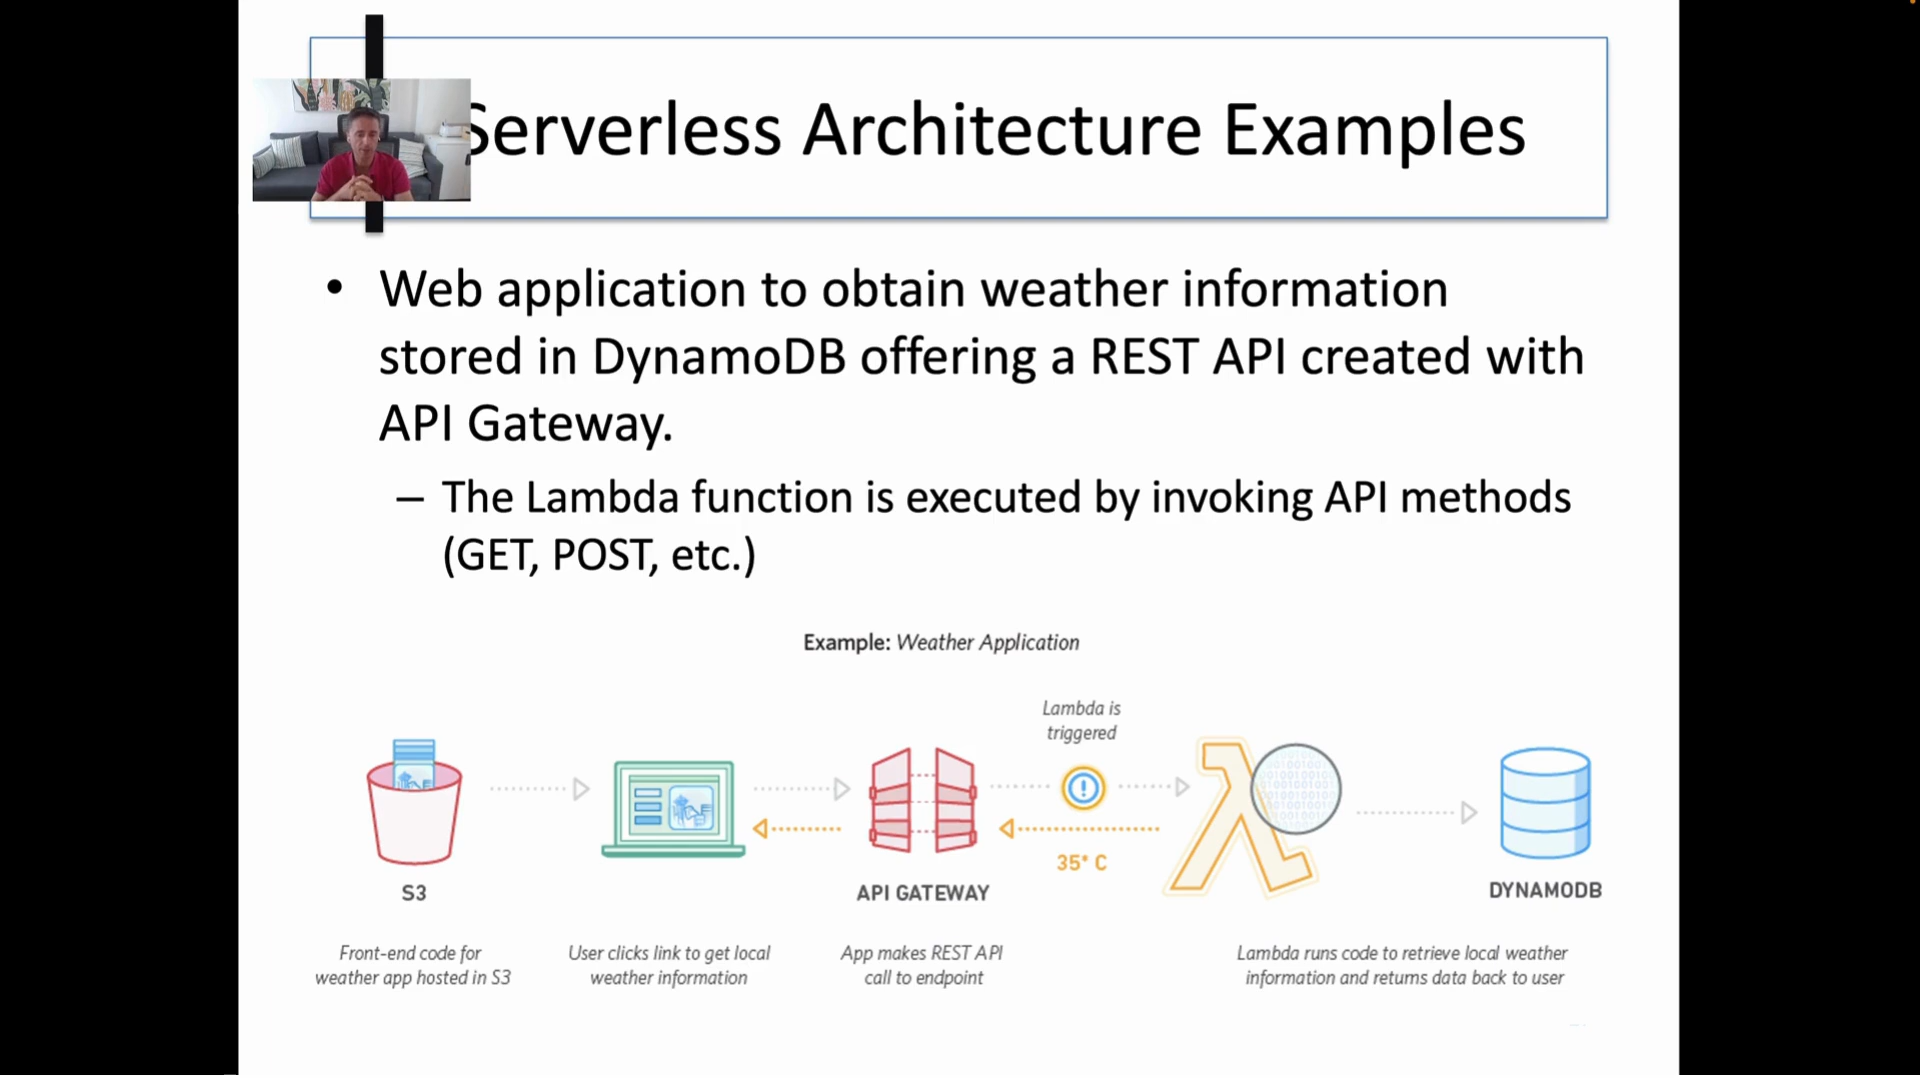 Serverless Architecture Examples
• Web application to obtain weather information
stored in DynamoDB offering a REST API created with
API Gateway.
– The Lambda function is executed by invoking API methods
(GET, POST, etc.)
Example: Weather Application
Lambda is
triggered
35° C
S3
API GATEWAY
DYNAMODB
Front-end code for
weather app hosted in S3
User clicks link to get local
weather information
App makes REST API
call to endpoint
Lambda runs code to retrieve local weather
information and returns data back to user